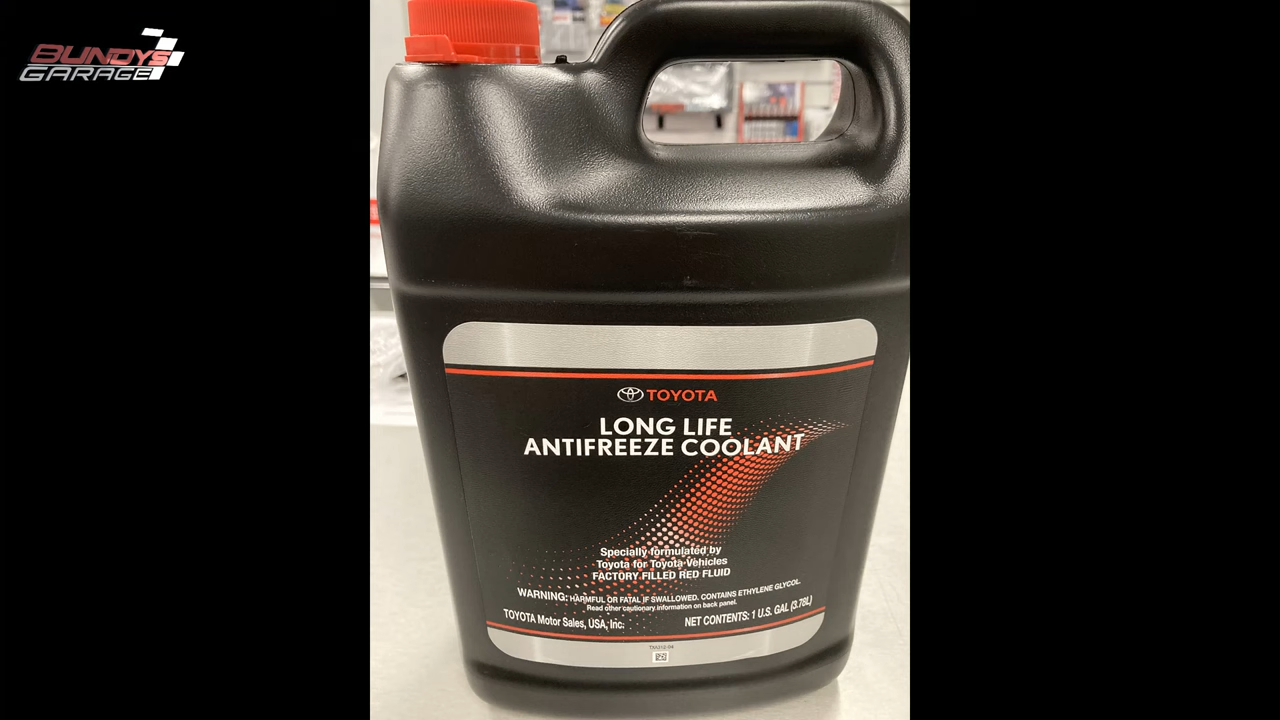 BUNDYS
GARAGE
TOYOTA
LONG LIFE
ANTIFREEZE COOLANT
Specially formulated by
Toyota for Toyota Vehicles
FACTORY FILLED RED FLUID
WARNING: HARMFUL OR FATAL IF SWALLOWED. CONTAINS ETHYLENE GLYCOL.
Read other cautionary information on back panel.
TOYOTA Motor Sales, USA, Inc.
NET CONTENTS: 1 U.S. GAL (3.78L)